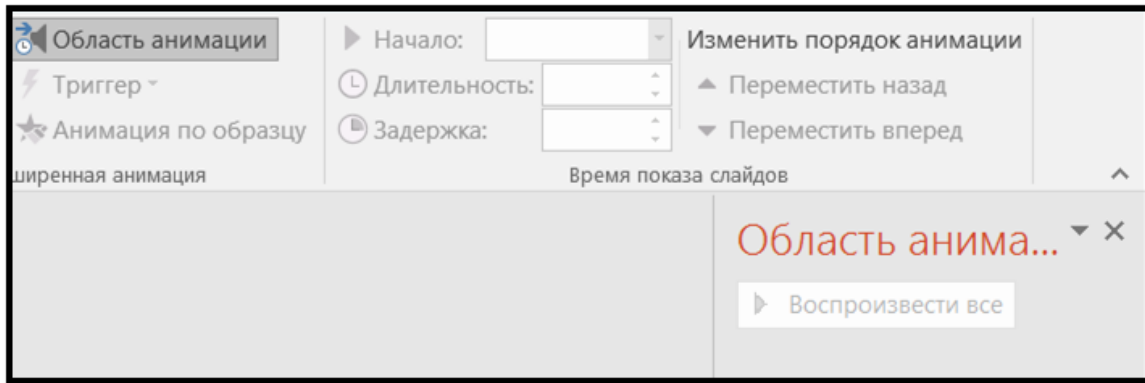 Область анимации
Триггер
Анимация по образцу
ширенная анимация
Начало:
Длительность:
Задержка:
Изменить порядок анимации
Переместить назад
Переместить вперед
Время показа слайдов
Область анима...
Воспроизвести все